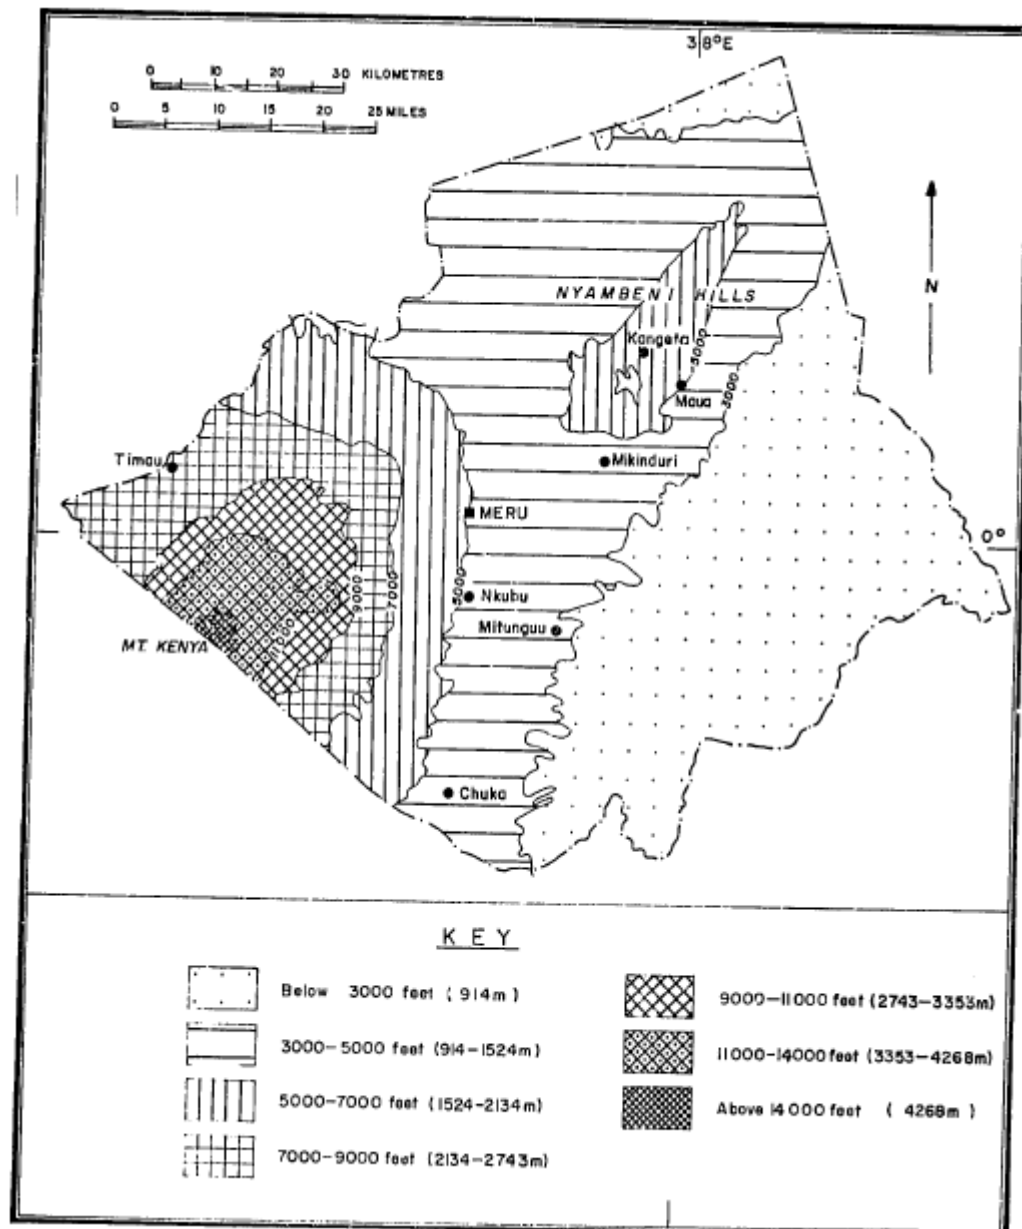 38°E
0 10 20 30 KILOMETRES
0 5 10 15 20 25 MILES
N
NYAMBENI HILLS
Kangeta
5000
Maua
3000
Timau
Mikinduri
MERU
0°
9000
7000
5000
Nkubu
Mitunguu
MT. KENYA
11000
Chuka
KEY
Below 3000 feet ( 914m )
3000-5000 feet (914-1524m)
5000-7000 feet (1524-2134m)
7000-9000 feet (2134-2743m)
9000-11000 feet (2743-3353m)
11000-14000 feet (3353-4268m)
Above 14000 feet ( 4268m )